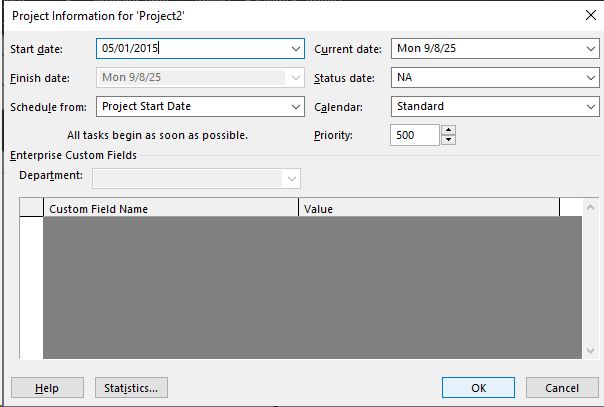 Project Information for 'Project2'
Start date: 05/01/2015 Current date: Mon 9/8/25
Finish date: Mon 9/8/25 Status date: NA
Schedule from: Project Start Date Calendar: Standard
All tasks begin as soon as possible. Priority: 500
Enterprise Custom Fields
Department:
Custom Field Name Value
Help Statistics... OK Cancel